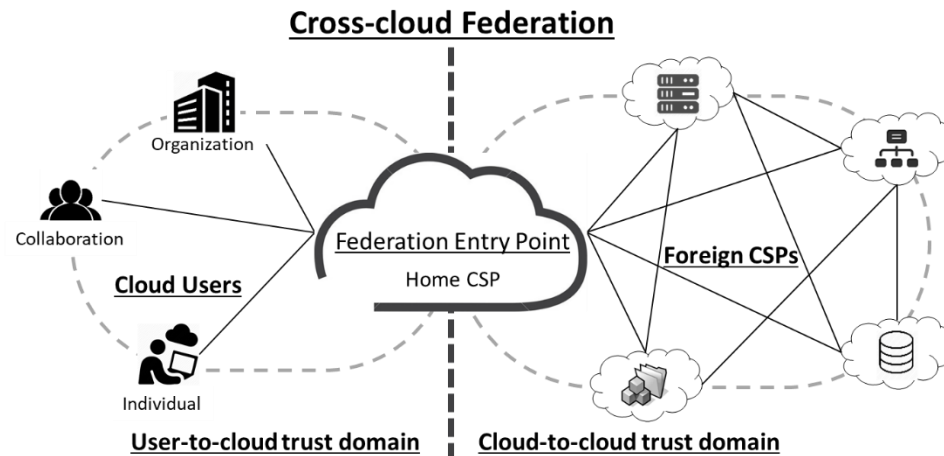 Cross-cloud Federation
Organization
Collaboration
Cloud Users
Individual
Federation Entry Point
Home CSP
Foreign CSPs
User-to-cloud trust domain
Cloud-to-cloud trust domain